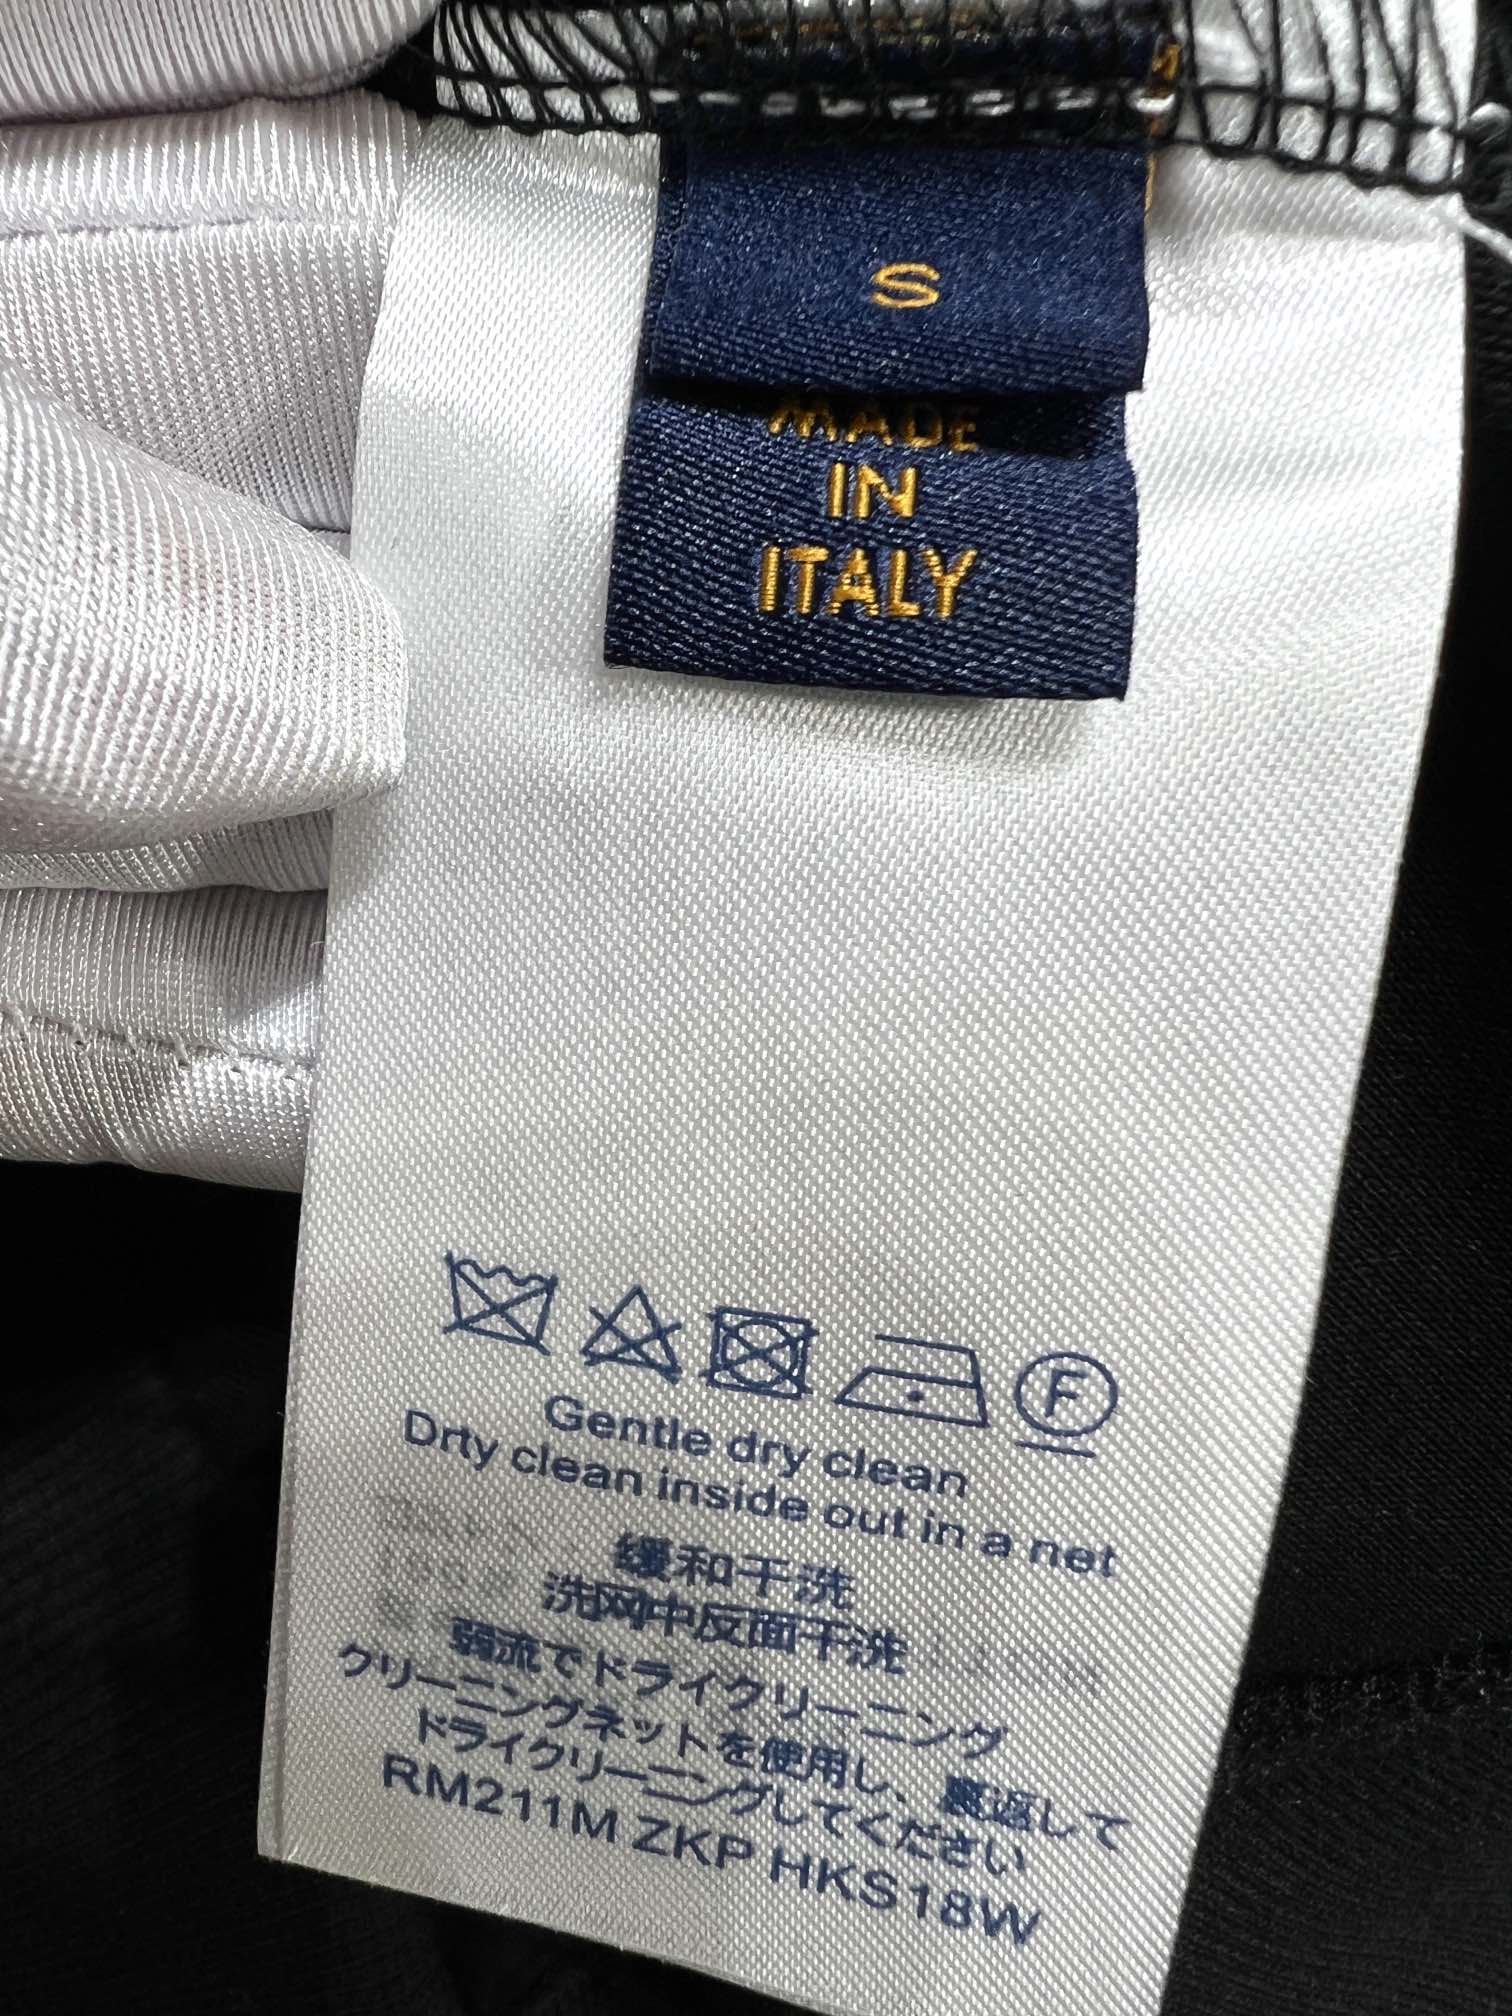 S
MADE
IN
ITALY
F
Gentle dry clean
Drty clean inside out in a net
缓和干洗
洗网中反面干洗
弱流でドライクリーニング
クリーニングネットを使用し、裏返して
ドライクリーニングしてください
RM211M ZKP HKS18W